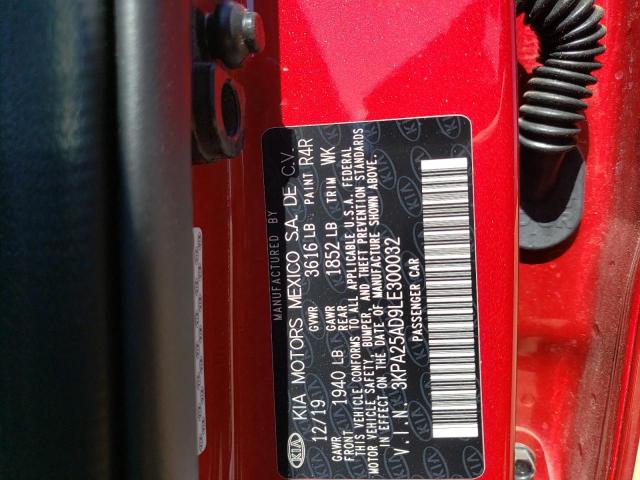 MANUFACTURED BY
KIA KIA MOTORS MEXICO S.A. DE C.V.
12/19 GVWR 3616 LB PAINT R4R
GAWR FRONT 1940 LB GAWR REAR 1852 LB TRIM WK
THIS VEHICLE CONFORMS TO ALL APPLICABLE U.S.A. FEDERAL
MOTOR VEHICLE SAFETY, BUMPER, AND THEFT PREVENTION STANDARDS
IN EFFECT ON THE DATE OF MANUFACTURE SHOWN ABOVE.
V.I.N. 3KPA25AD9LE300032
PASSENGER CAR